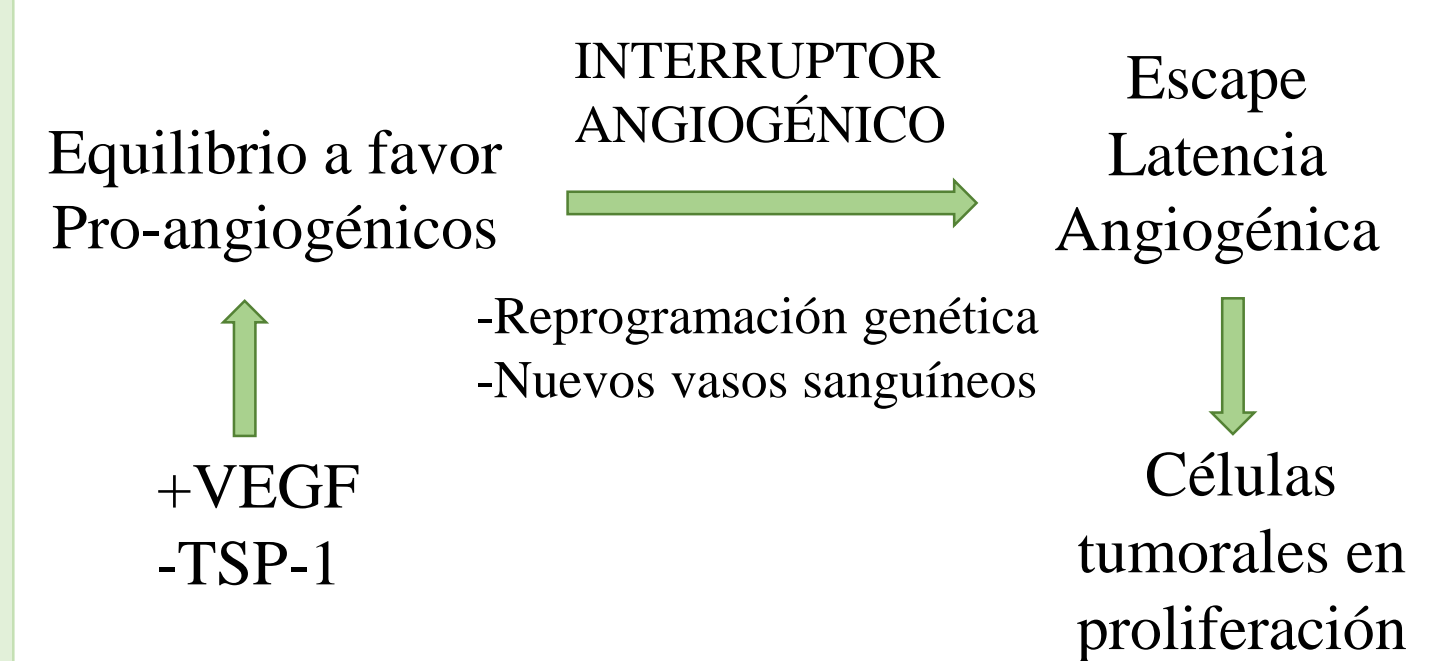 Equilibrio a favor
Pro-angiogénicos
INTERRUPTOR
ANGIOGÉNICO
Escape
Latencia
Angiogénica
-Reprogramación genética
-Nuevos vasos sanguíneos
+VEGF
-TSP-1
Células
tumorales en
proliferación